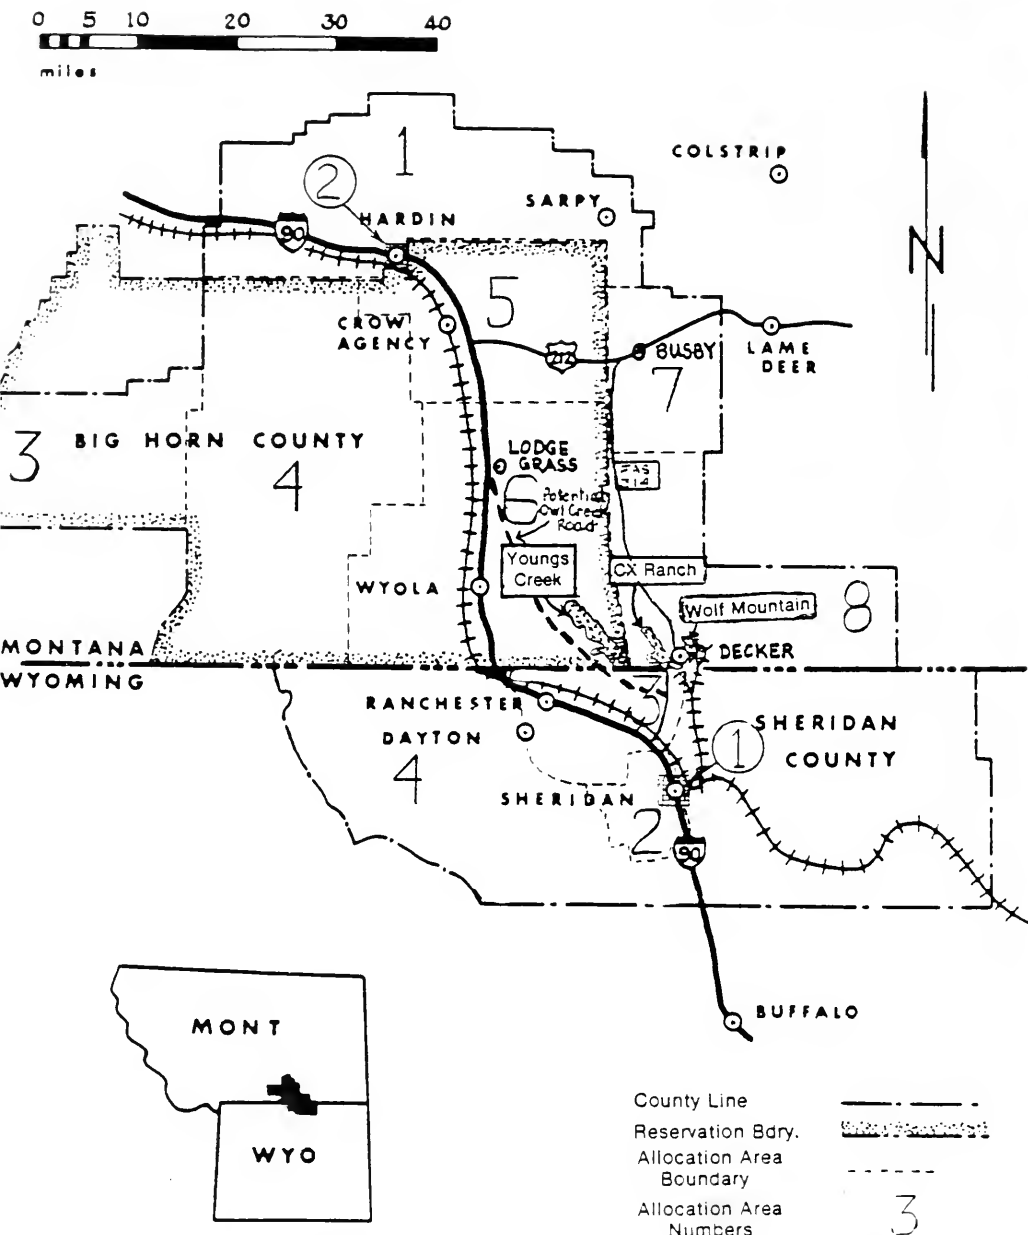 0 5 10 20 30 40
miles
1
COLSTRIP
2
SARPY
HARDIN
90
N
5
CROW
AGENCY
212
BUSBY
LAME
DEER
7
3
BIG HORN COUNTY
4
LODGE
GRASS
FAS
314
6
Potential
Owl Creek
Road
Youngs
Creek
CX Ranch
WYOLA
Wolf Mountain
8
MONTANA
DECKER
WYOMING
RANCHESTER
3
SHERIDAN
COUNTY
DAYTON
1
4
SHERIDAN
2
90
MONT
BUFFALO
WYO
County Line
Reservation Bdry.
Allocation Area
Boundary
Allocation Area
Numbers
3